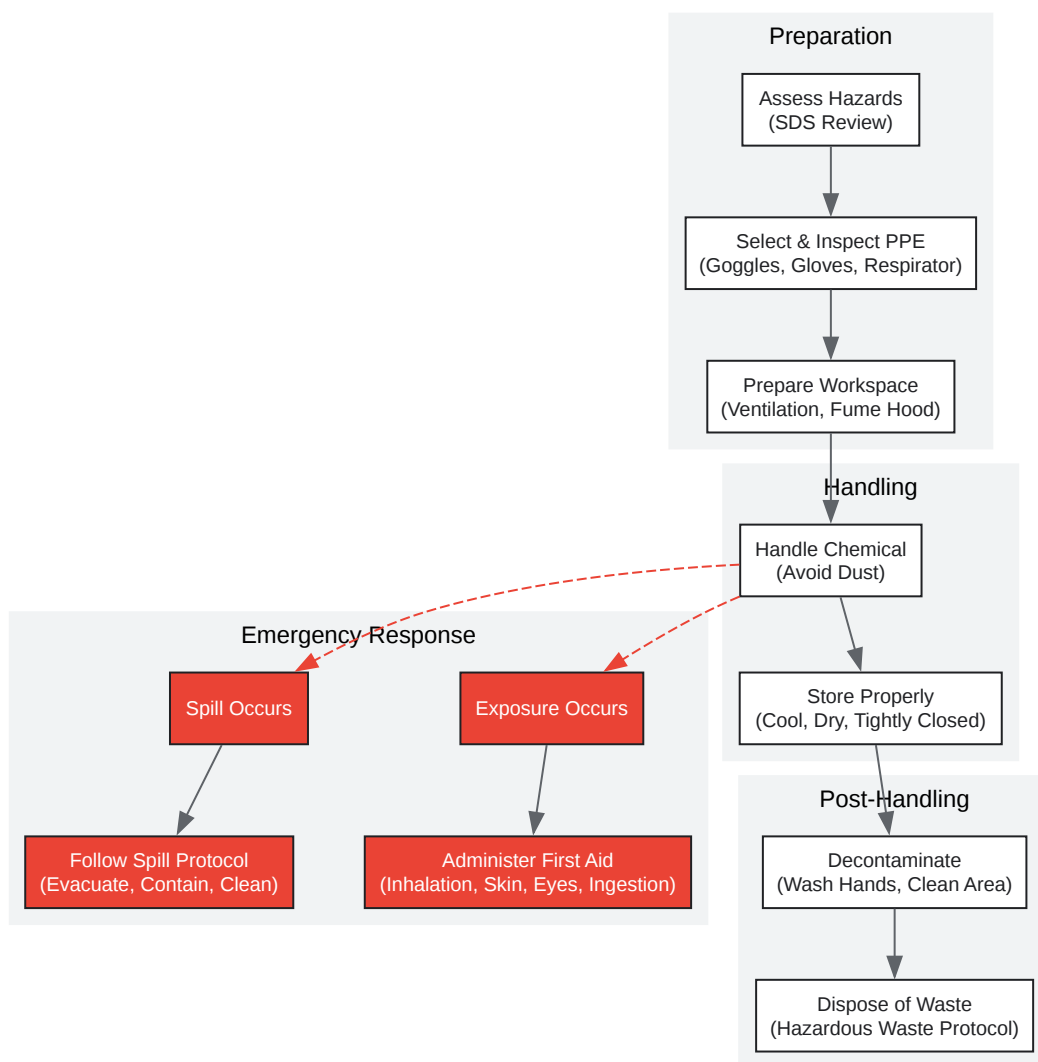 Preparation
Assess Hazards
(SDS Review)
Select & Inspect PPE
(Goggles, Gloves, Respirator)
Prepare Workspace
(Ventilation, Fume Hood)
Handling
Handle Chemical
(Avoid Dust)
Emergency Response
Spill Occurs
Exposure Occurs
Store Properly
(Cool, Dry, Tightly Closed)
Post-Handling
Follow Spill Protocol
(Evacuate, Contain, Clean)
Administer First Aid
(Inhalation, Skin, Eyes, Ingestion)
Decontaminate
(Wash Hands, Clean Area)
Dispose of Waste
(Hazardous Waste Protocol)